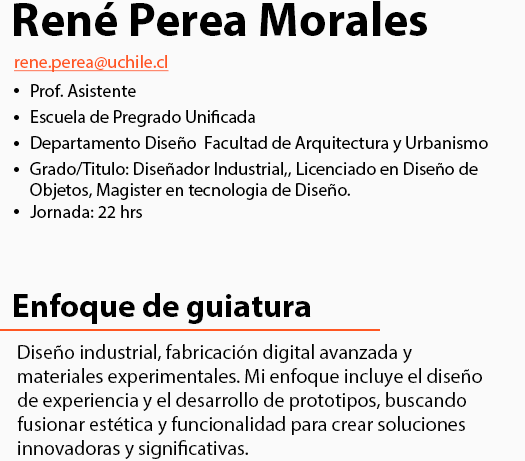 René Perea Morales
rene.perea@uchile.cl
• Prof. Asistente
• Escuela de Pregrado Unificada
• Departamento Diseño  Facultad de Arquitectura y Urbanismo
• Grado/Titulo: Diseñador Industrial,, Licenciado en Diseño de
Objetos, Magister en tecnologia de Diseño.
• Jornada: 22 hrs
Enfoque de guiatura
Diseño industrial, fabricación digital avanzada y
materiales experimentales. Mi enfoque incluye el diseño
de experiencia y el desarrollo de prototipos, buscando
fusionar estética y funcionalidad para crear soluciones
innovadoras y significativas.